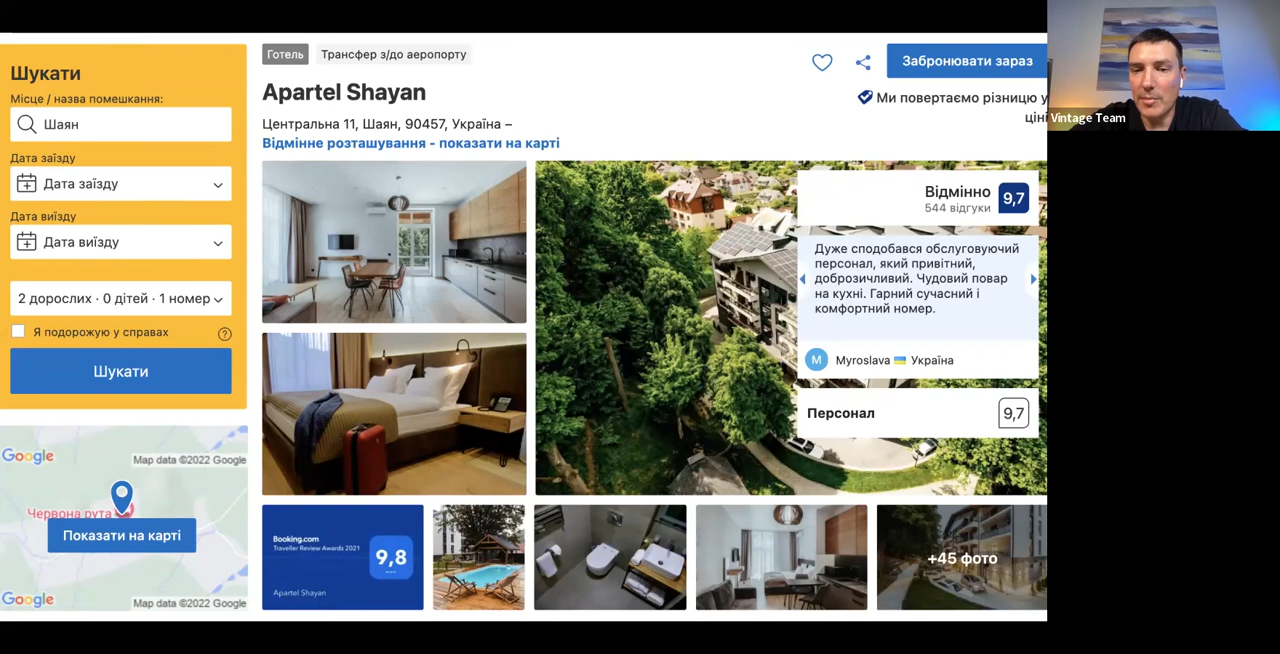 Шукати
Місце / назва помешкання:
Шаян
Дата заїзду
Дата заїзду
Дата виїзду
Дата виїзду
2 дорослих · 0 дітей · 1 номер
Я подорожую у справах
?
Шукати
Google
Map data ©2022 Google
Червона рута
Показати на карті
Google
Map data ©2022 Google
Готель
Трансфер з/до аеропорту
Забронювати зараз
Apartel Shayan
Ми повертаємо різницю у
ціні
Центральна 11, Шаян, 90457, Україна –
Відмінне розташування - показати на карті
Відмінно
544 відгуки
9,7
Дуже сподобався обслуговуючий
персонал, який привітний,
доброзичливий. Чудовий повар
на кухні. Гарний сучасний і
комфортний номер.
M
Myroslava Україна
Персонал
9,7
Booking.com
Traveller Review Awards 2021
9,8
Apartel Shayan
+45 фото
Vintage Team